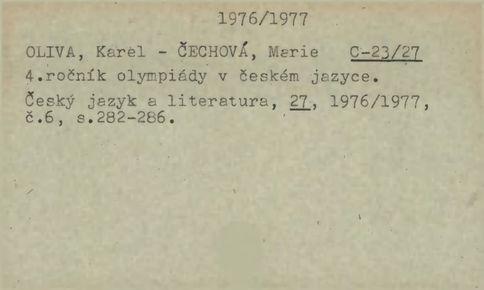 1976/1977
OLIVA, Karel - ČECHOVÁ, Marie C-23/27
4.ročník olympiády v českém jazyce.
Český jazyk a literatura, 27, 1976/1977,
č.6, s.282-286.